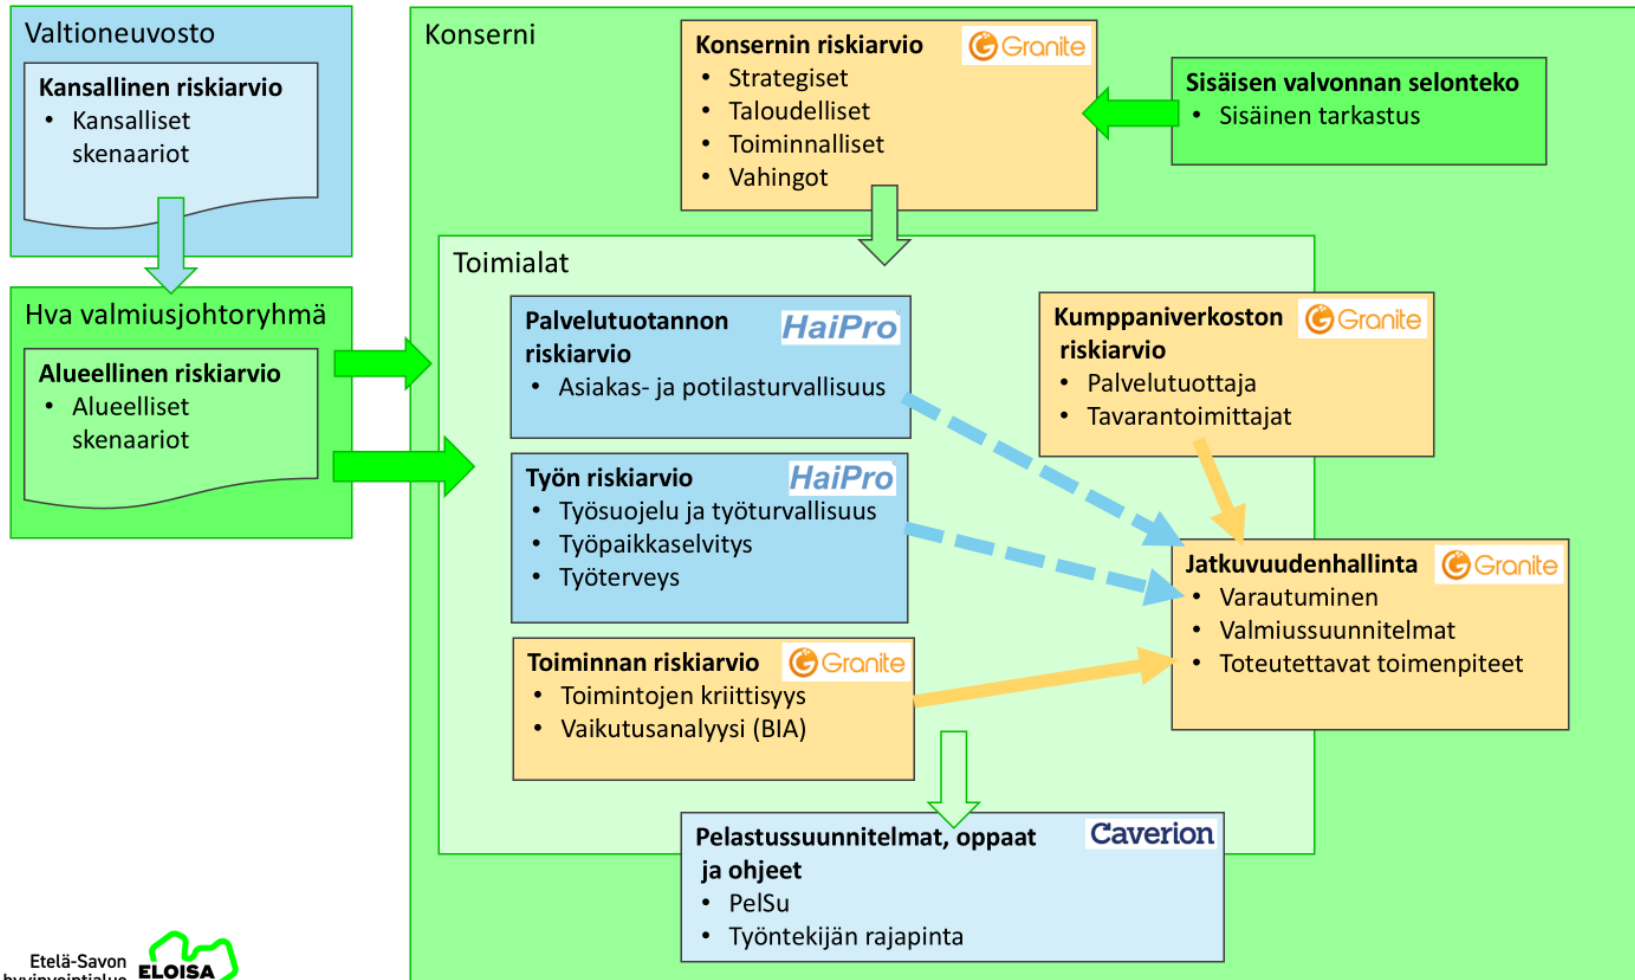 Valtioneuvosto
Kansallinen riskiarvio
• Kansalliset
skenaariot
Hva valmiusjohtoryhmä
Alueellinen riskiarvio
• Alueelliset
skenaariot
Konserni
Konsernin riskiarvio
Granite
• Strategiset
• Taloudelliset
• Toiminnalliset
• Vahingot
Sisäisen valvonnan selonteko
• Sisäinen tarkastus
Toimialat
Palvelutuotannon
riskiarvio
HaiPro
• Asiakas- ja potilasturvallisuus
Työn riskiarvio
HaiPro
• Työsuojelu ja työturvallisuus
• Työpaikkaselvitys
• Työterveys
Toiminnan riskiarvio
Granite
• Toimintojen kriittisyys
• Vaikutusanalyysi (BIA)
Kumppaniverkoston
riskiarvio
Granite
• Palvelutuottaja
• Tavarantoimittajat
Jatkuvuudenhallinta
Granite
• Varautuminen
• Valmiussuunnitelmat
• Toteutettavat toimenpiteet
Pelastussuunnitelmat, oppaat
ja ohjeet
Caverion
• PelSu
• Työntekijän rajapinta
Etelä-Savon
ELOISA